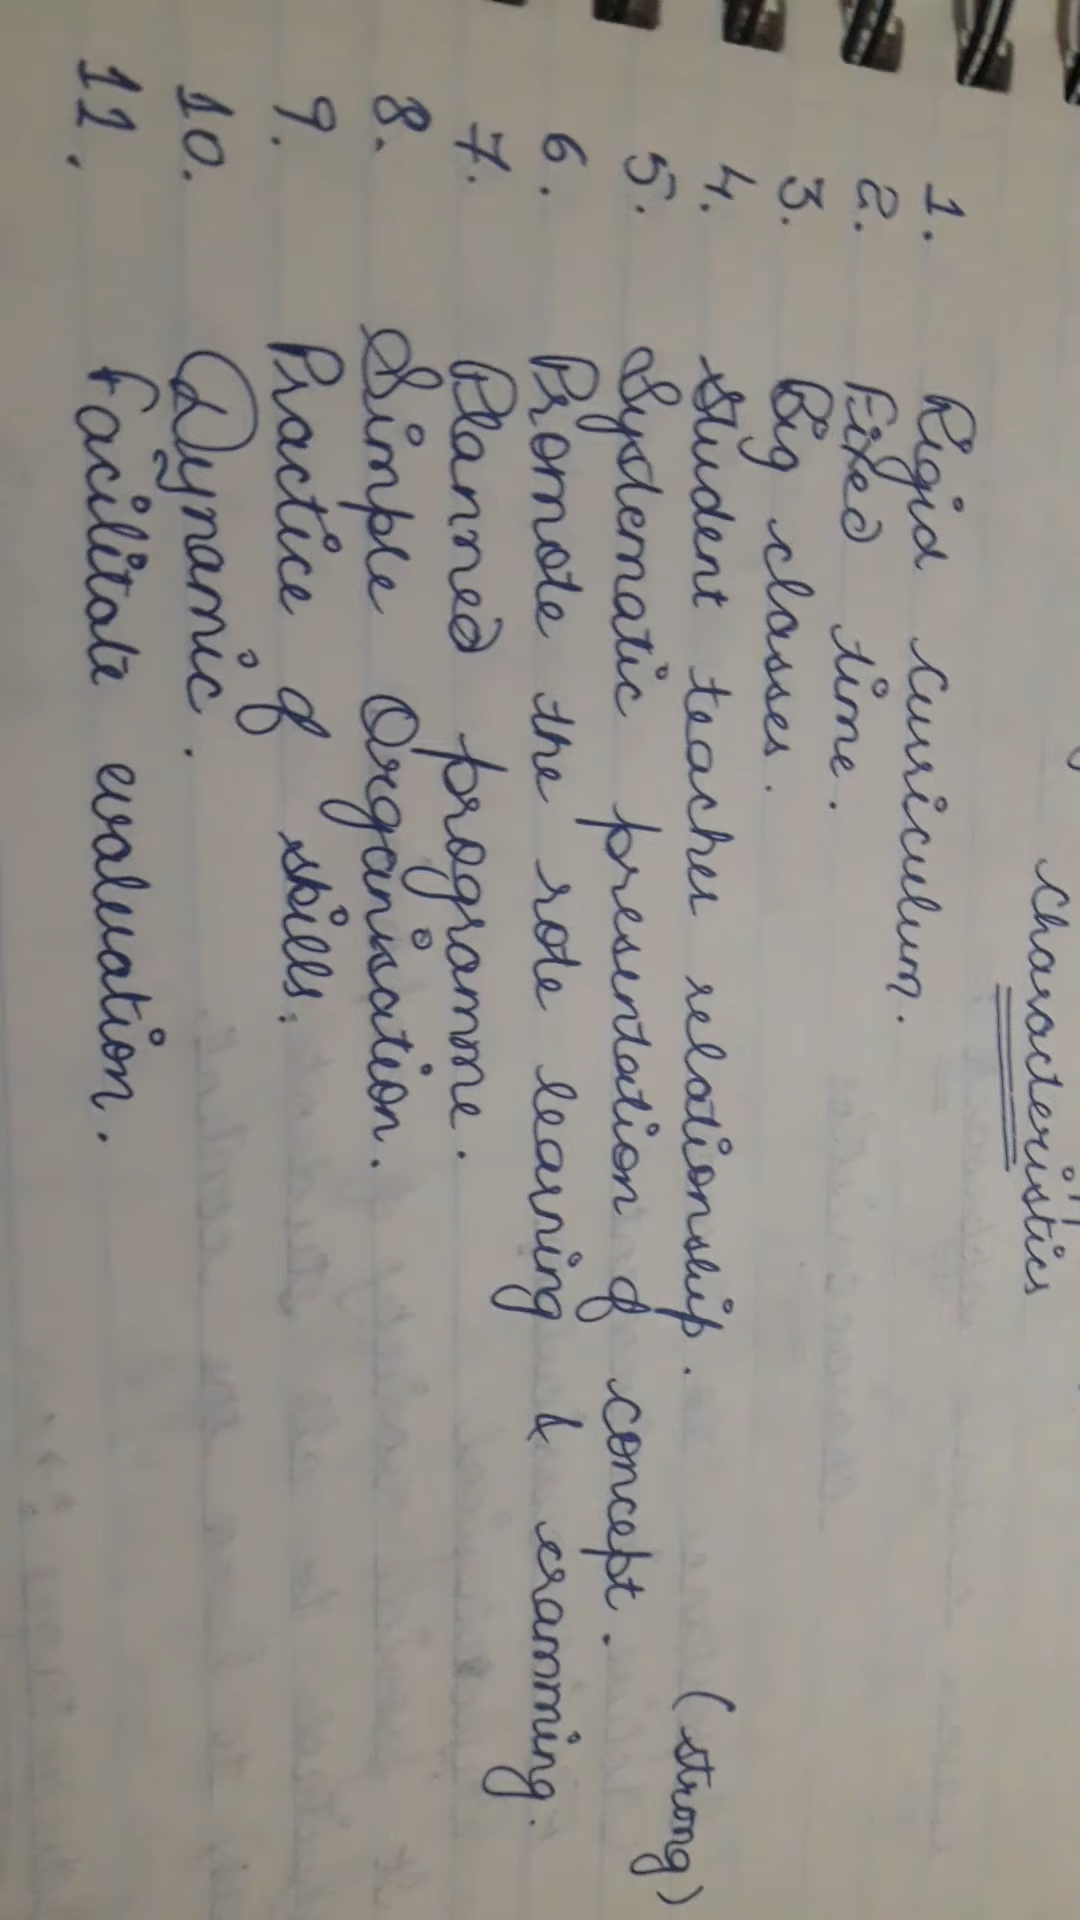 Characteristics
1. Rigid curriculum.
2. Fixed time.
3. Big classes.
4. Student teacher relationship. (strong)
5. Systematic presentation of concept.
6. Promote the rote learning & cramming.
7. Planned programme.
8. Simple Organisation.
9. Practice of skills.
10. Dynamic.
11. Facilitate evaluation.